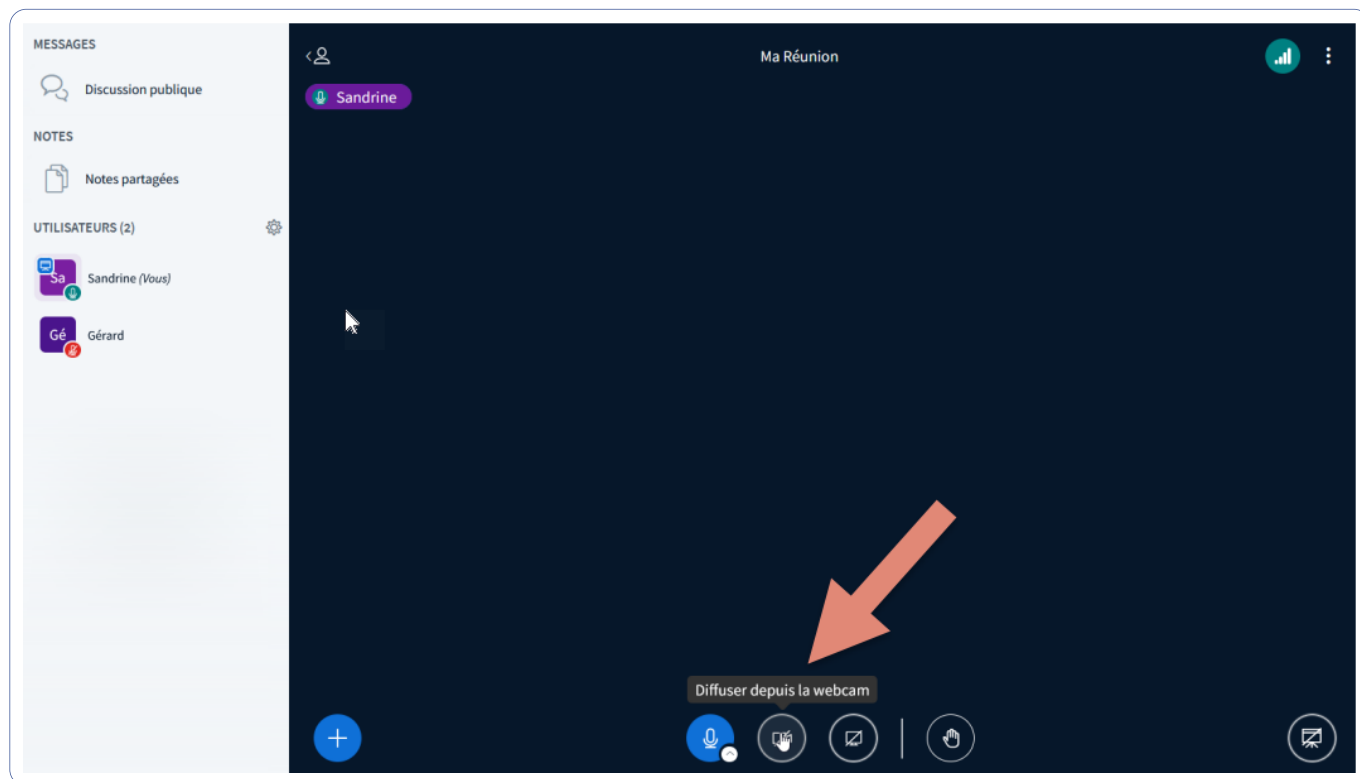 MESSAGES
Discussion publique
NOTES
Notes partagées
UTILISATEURS (2)
Sa
Sandrine (Vous)
Gé
Gérard
Ma Réunion
Sandrine
Diffuser depuis la webcam